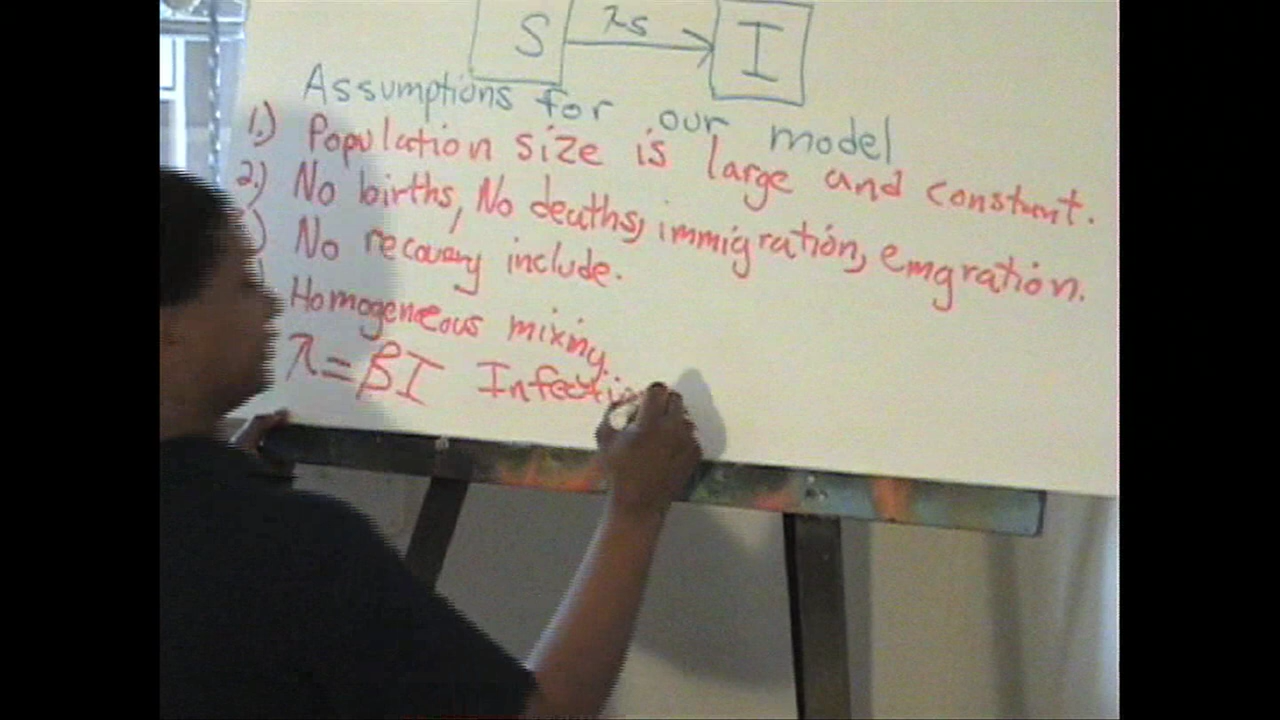 S λs I
Assumptions for our model
1.) Population size is large and constant.
2.) No births, No deaths, immigration, emgration.
) No recovery include.
Homogeneous mixing
λ=βI Infecti